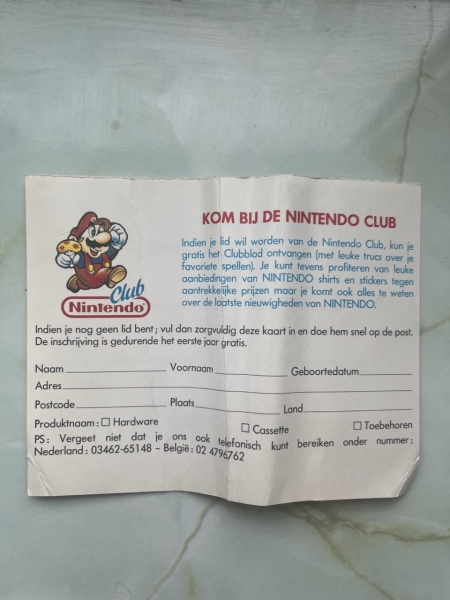 KOM BIJ DE NINTENDO CLUB
Indien je lid wil worden van de Nintendo Club, kun je
gratis het Clubblad ontvangen (met leuke trucs over je
favoriete spellen). Je kunt tevens profiteren van leuke
aanbiedingen van NINTENDO shirts en stickers tegen
aantrekkelijke prijzen maar je komt ook alles te weten
over de laatste nieuwigheden van NINTENDO.
Club
Nintendo
Indien je nog geen lid bent; vul dan zorgvuldig deze kaart in en doe hem snel op de post.
De inschrijving is gedurende het eerste jaar gratis.
Naam Voornaam Geboortedatum
Adres
Postcode Plaats Land
Produktnaam: ☐ Hardware ☐ Cassette ☐ Toebehoren
PS: Vergeet niet dat je ons ook telefonisch kunt bereiken onder nummer:
Nederland: 03462-65148 - België: 02 4796762